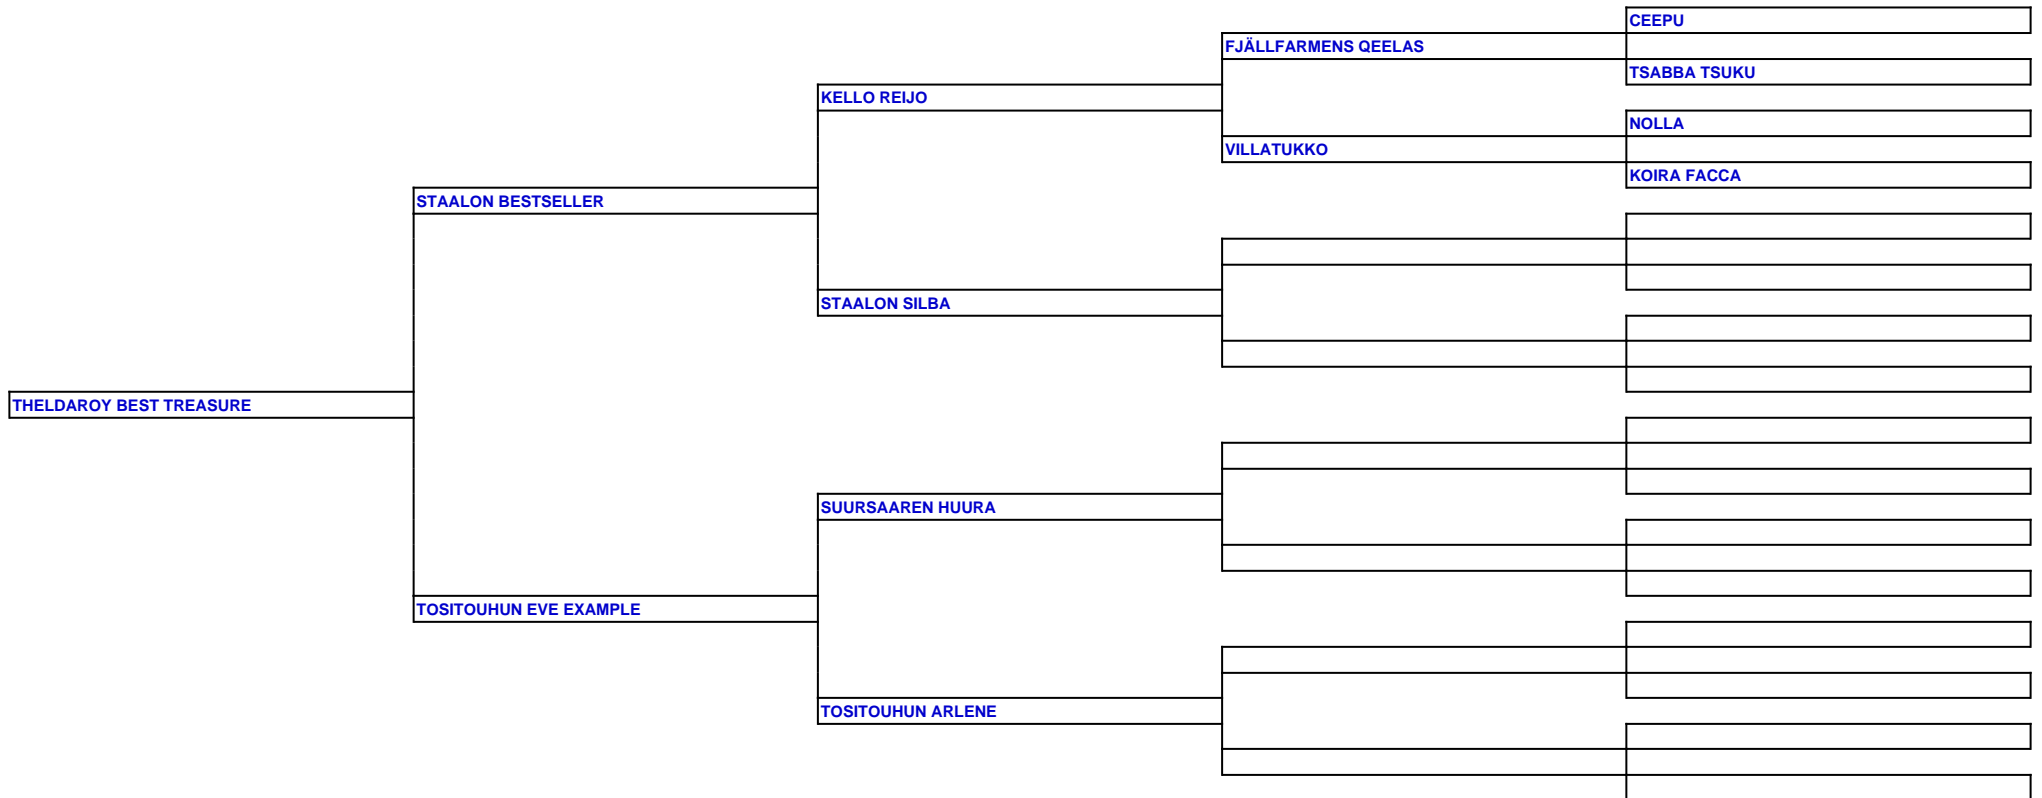 CEEPU
FJÄLLFARMENS QEELAS
TSABBA TSUKU
KELLO REIJO
NOLLA
VILLATUKKO
KOIRA FACCA
STAALON BESTSELLER
STAALON SILBA
THELDAROY BEST TREASURE
SUURSAAREN HUURA
TOSITOUHUN EVE EXAMPLE
TOSITOUHUN ARLENE